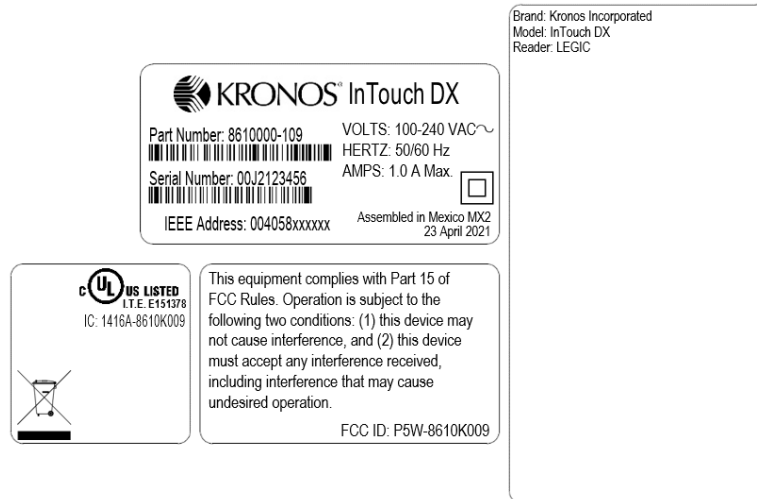 Brand: Kronos Incorporated
Model: InTouch DX
Reader: LEGIC
KRONOS® InTouch DX
Part Number: 8610000-109
VOLTS: 100-240 VAC
HERTZ: 50/60 Hz
Serial Number: 00J2123456
AMPS: 1.0 A Max.
IEEE Address: 004058xxxxxx
Assembled in Mexico MX2
23 April 2021
C UL US LISTED
I.T.E. E151378
IC: 1416A-8610K009
This equipment complies with Part 15 of
FCC Rules. Operation is subject to the
following two conditions: (1) this device may
not cause interference, and (2) this device
must accept any interference received,
including interference that may cause
undesired operation.
FCC ID: P5W-8610K009